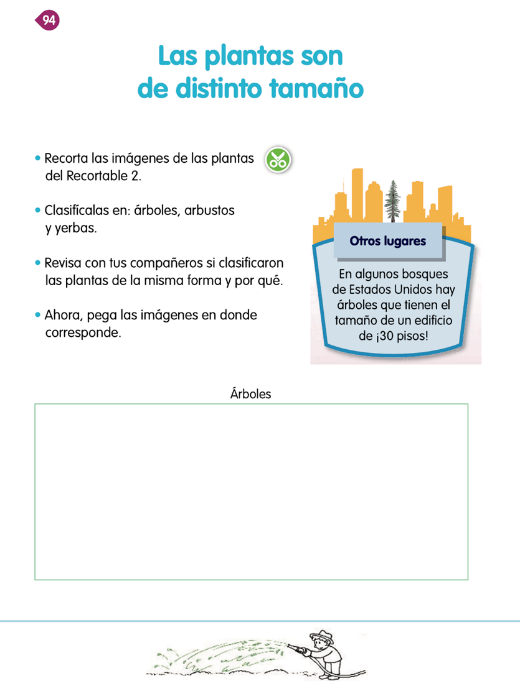 94
Las plantas son
de distinto tamaño
• Recorta las imágenes de las plantas
del Recortable 2.
• Clasifícalas en: árboles, arbustos
y yerbas.
• Revisa con tus compañeros si clasificaron
las plantas de la misma forma y por qué.
• Ahora, pega las imágenes en donde
corresponde.
Otros lugares
En algunos bosques
de Estados Unidos hay
árboles que tienen el
tamaño de un edificio
de ¡30 pisos!
Árboles